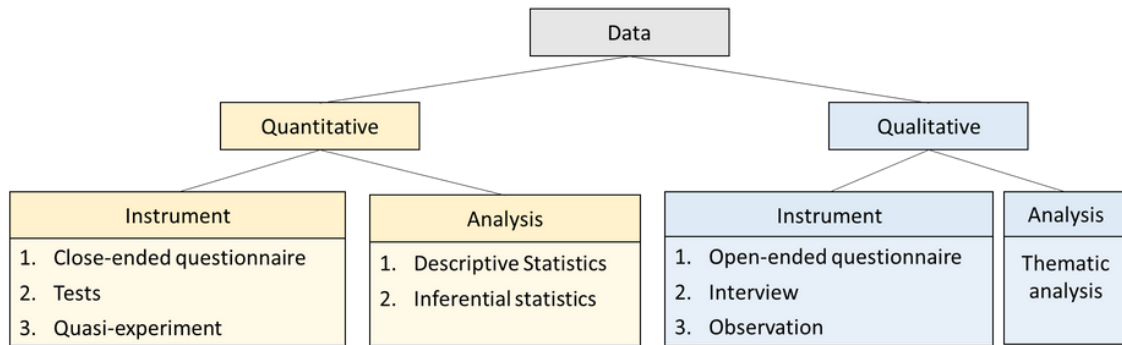 Data
Quantitative
Qualitative
Instrument
1. Close-ended questionnaire
2. Tests
3. Quasi-experiment
Analysis
1. Descriptive Statistics
2. Inferential statistics
Instrument
1. Open-ended questionnaire
2. Interview
3. Observation
Analysis
Thematic
analysis